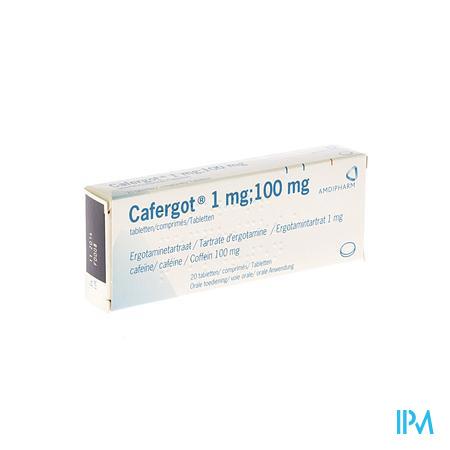 Cafergot® 1 mg;100 mg
tabletten/comprimés/Tabletten
AMDIPHARM
Ergotaminetartraat / Tartrate d'ergotamine / Ergotamintartrat 1 mg
cafeïne/ caféine / Coffein 100 mg
20 tabletten/ comprimés/ Tabletten
Orale toediening/ voie orale/ orale Anwendung
IPM